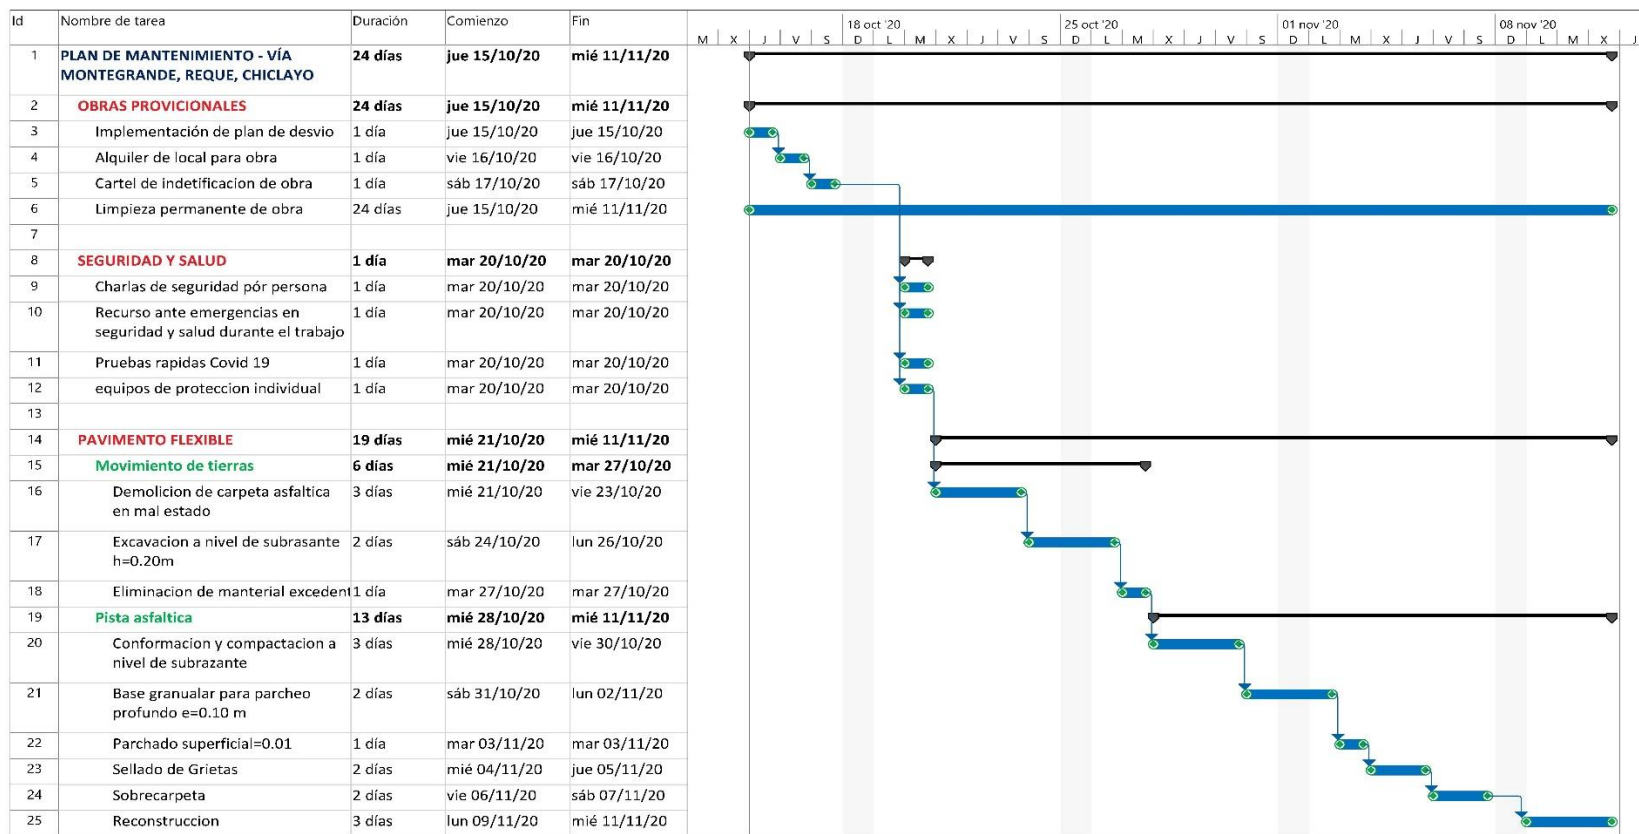 Id Nombre de tarea Duración Comienzo Fin 18 oct '20 25 oct '20 01 nov '20 08 nov '20
M X J V S D L M X J V S D L M X J V S D L M X J V S D L M X J
1 PLAN DE MANTENIMIENTO - VÍA 24 días jue 15/10/20 mié 11/11/20
MONTEGRANDE, REQUE, CHICLAYO
2 OBRAS PROVICIONALES 24 días jue 15/10/20 mié 11/11/20
3 Implementación de plan de desvio 1 día jue 15/10/20 jue 15/10/20
4 Alquiler de local para obra 1 día vie 16/10/20 vie 16/10/20
5 Cartel de indetificacion de obra 1 día sáb 17/10/20 sáb 17/10/20
6 Limpieza permanente de obra 24 días jue 15/10/20 mié 11/11/20
7
8 SEGURIDAD Y SALUD 1 día mar 20/10/20 mar 20/10/20
9 Charlas de seguridad pór persona 1 día mar 20/10/20 mar 20/10/20
10 Recurso ante emergencias en 1 día mar 20/10/20 mar 20/10/20
seguridad y salud durante el trabajo
11 Pruebas rapidas Covid 19 1 día mar 20/10/20 mar 20/10/20
12 equipos de proteccion individual 1 día mar 20/10/20 mar 20/10/20
13
14 PAVIMENTO FLEXIBLE 19 días mié 21/10/20 mié 11/11/20
15 Movimiento de tierras 6 días mié 21/10/20 mar 27/10/20
16 Demolicion de carpeta asfaltica 3 días mié 21/10/20 vie 23/10/20
en mal estado
17 Excavacion a nivel de subrasante 2 días sáb 24/10/20 lun 26/10/20
h=0.20m
18 Eliminacion de manterial excedent 1 día mar 27/10/20 mar 27/10/20
19 Pista asfaltica 13 días mié 28/10/20 mié 11/11/20
20 Conformacion y compactacion a 3 días mié 28/10/20 vie 30/10/20
nivel de subrazante
21 Base granualar para parcheo 2 días sáb 31/10/20 lun 02/11/20
profundo e=0.10 m
22 Parchado superficial=0.01 1 día mar 03/11/20 mar 03/11/20
23 Sellado de Grietas 2 días mié 04/11/20 jue 05/11/20
24 Sobrecarpeta 2 días vie 06/11/20 sáb 07/11/20
25 Reconstruccion 3 días lun 09/11/20 mié 11/11/20